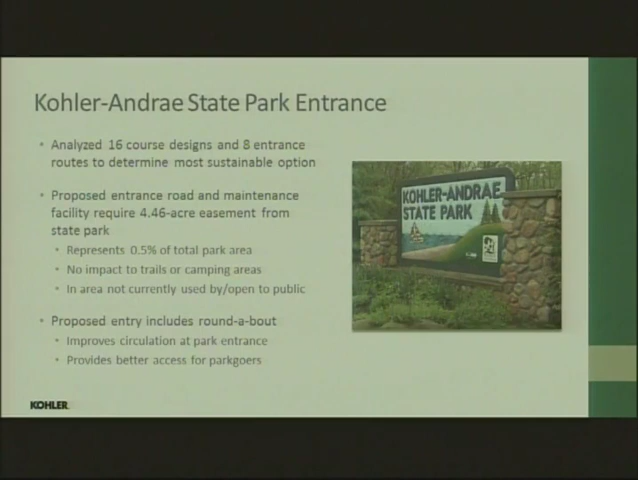 Kohler-Andrae State Park Entrance
• Analyzed 16 course designs and 8 entrance
routes to determine most sustainable option
• Proposed entrance road and maintenance
facility require 4.46-acre easement from
state park
• Represents 0.5% of total park area
• No impact to trails or camping areas
• In area not currently used by/open to public
• Proposed entry includes round-a-bout
• Improves circulation at park entrance
• Provides better access for parkgoers
KOHLER-ANDRAE
STATE PARK
KOHLER